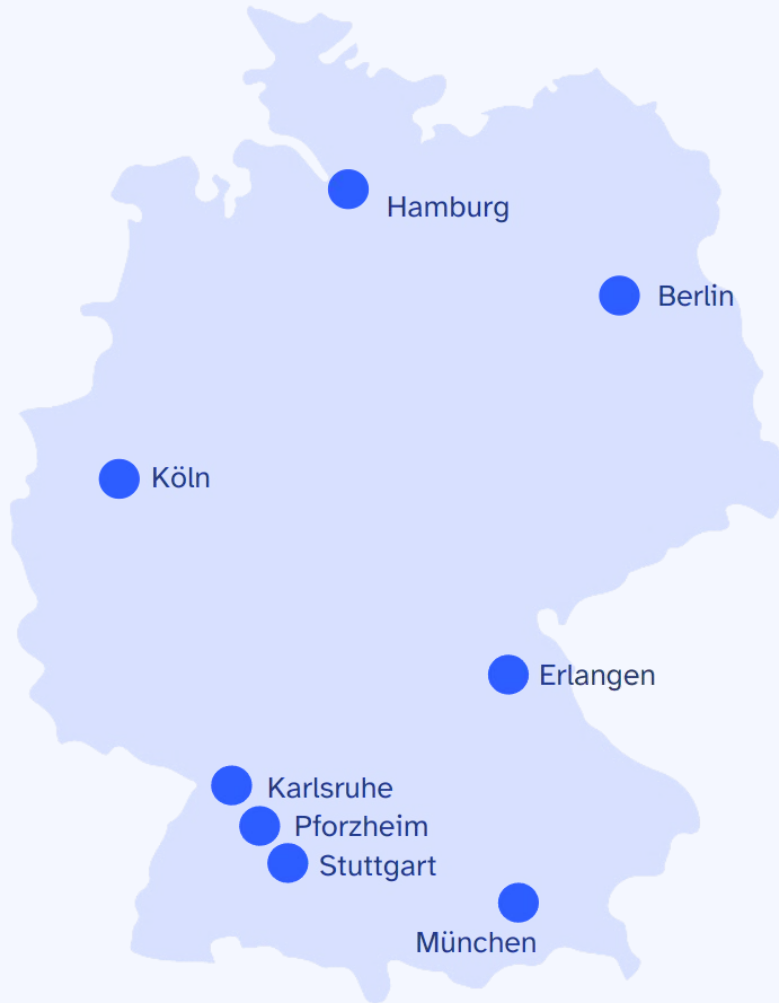 Hamburg
Berlin
Köln
Erlangen
Karlsruhe
Pforzheim
Stuttgart
München